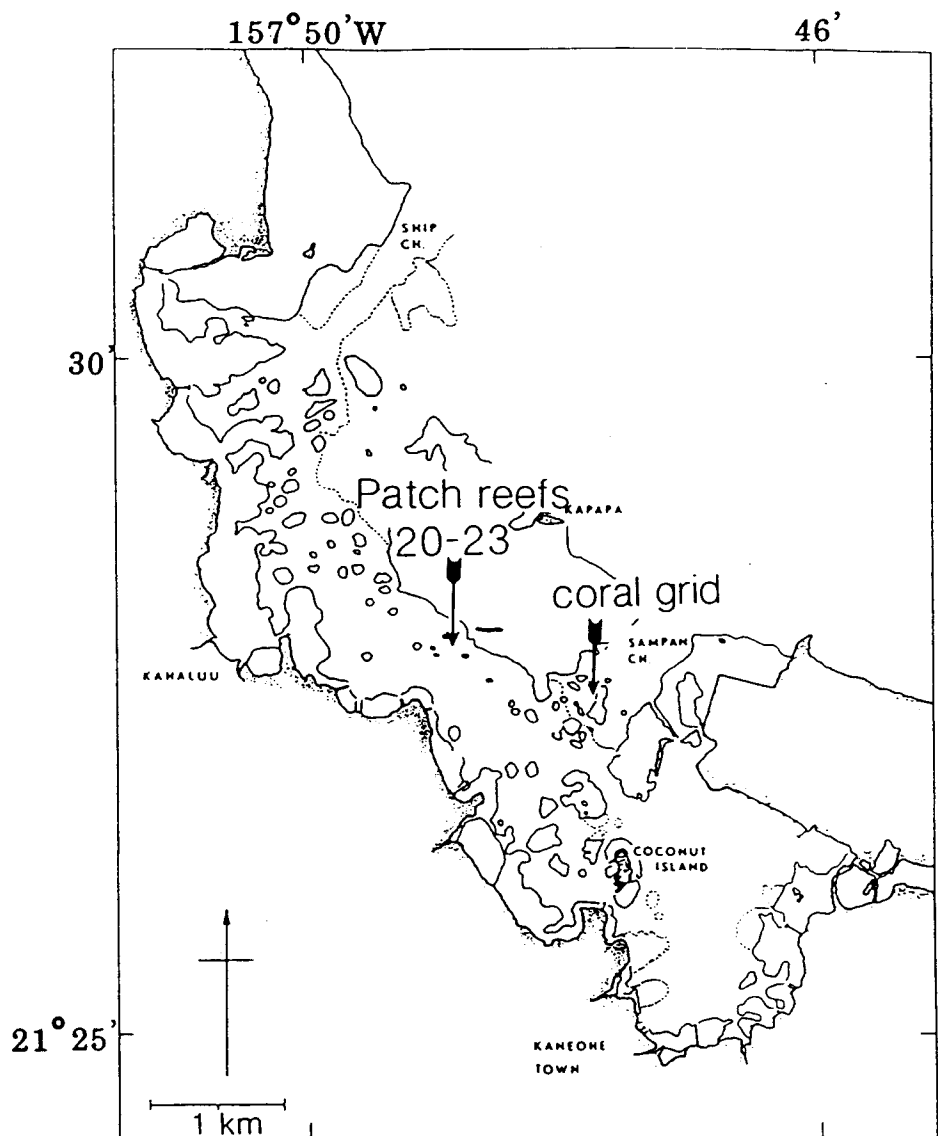 157°50'W
46'
SHIP
CH.
30'
Patch reefs
20-23
KAPAPA
coral grid
SAMPAN
CH.
KAHALUU
COCONUT
ISLAND
21°25'
KANEOHE
TOWN
1 km